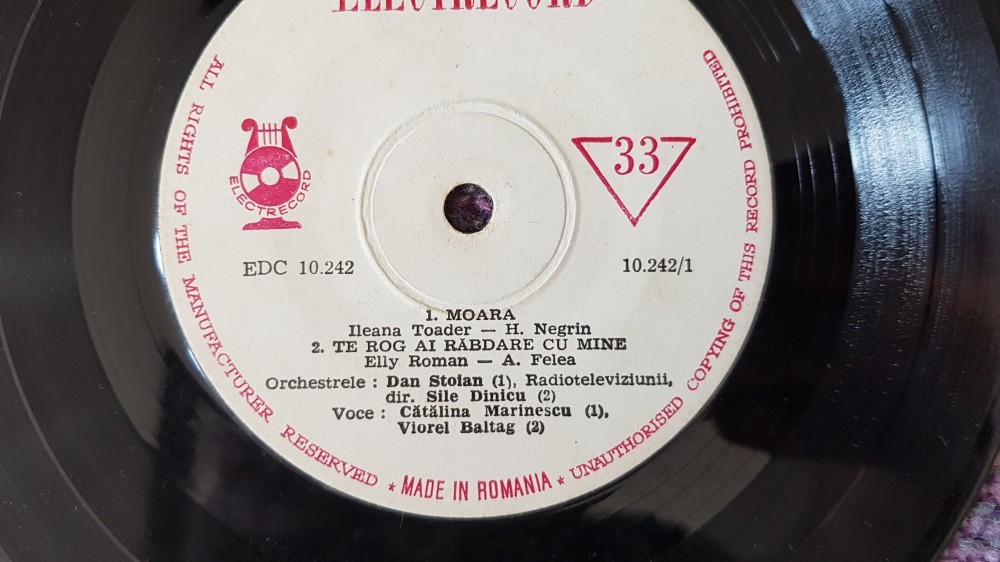 ELECTRECORD
ALL RIGHTS OF THE MANUFACTURER RESERVED ★ MADE IN ROMANIA ★ UNAUTHORISED COPYING OF THIS RECORD PROHIBITED
ELECTRECORD
33
EDC 10.242
10.242/1
1. MOARA
Ileana Toader — H. Negrin
2. TE ROG AI RĂBDARE CU MINE
Elly Roman — A. Felea
Orchestrele : Dan Stoian (1), Radioteleviziunii,
dir. Sile Dinicu (2)
Voce : Cătălina Marinescu (1),
Viorel Baltag (2)